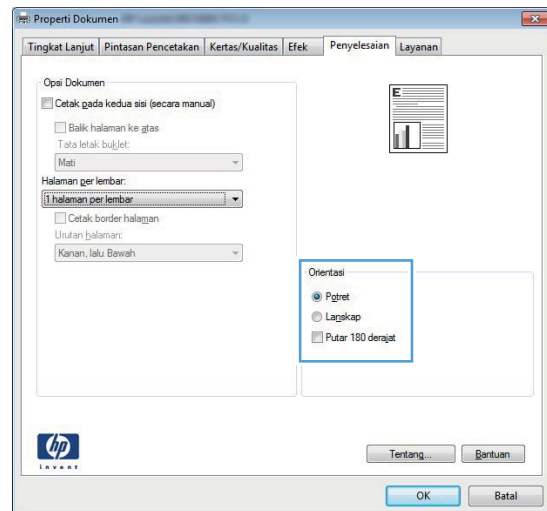 Properti Dokumen
Tingkat Lanjut Pintasan Pencetakan Kertas/Kualitas Efek Penyelesaian Layanan
Opsi Dokumen
Cetak pada kedua sisi (secara manual)
Balik halaman ke atas
Tata letak buklet:
Mati
Halaman per lembar:
1 halaman per lembar
Cetak border halaman
Urutan halaman:
Kanan, lalu Bawah
E
Orientasi
Potret
Lanskap
Putar 180 derajat
hp
invent
Tentang... Bantuan
OK Batal